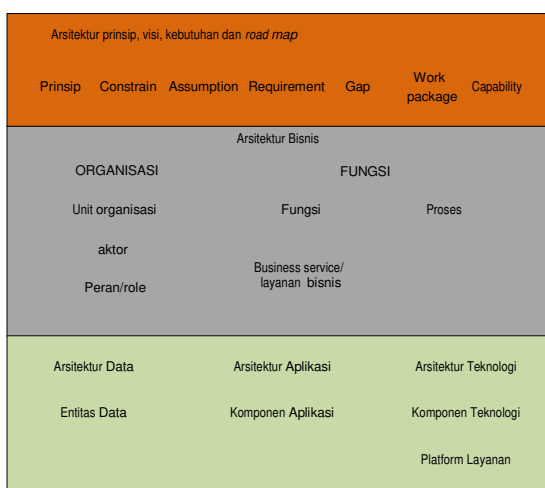 Arsitektur prinsip, visi, kebutuhan dan road map
Prinsip Constrain Assumption Requirement Gap Work package Capability
Arsitektur Bisnis
ORGANISASI FUNGSI
Unit organisasi Fungsi Proses
aktor
Business service/
layanan bisnis
Peran/role
Arsitektur Data Arsitektur Aplikasi Arsitektur Teknologi
Entitas Data Komponen Aplikasi Komponen Teknologi
Platform Layanan